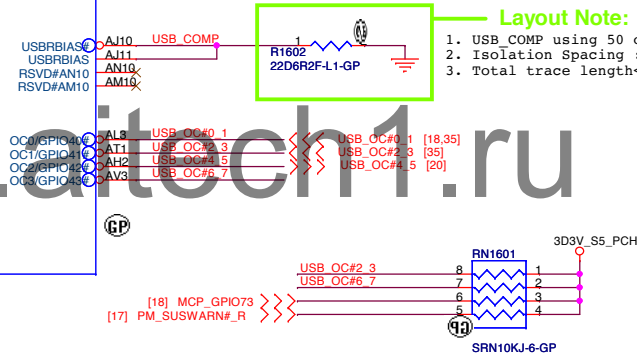 Layout Note:
1. USB_COMP using 50 o
2. Isolation Spacing :
3. Total trace length<
USBRBIAS# AJ10 USB_COMP
USBRBIAS AJ11
RSVD#AN10 AN10
RSVD#AM10 AM10
1
R1602
22D6R2F-L1-GP
OC0/GPIO40# AL3 USB_OC#0_1 USB_OC#0_1 [18,35]
OC1/GPIO41# AT1 USB_OC#2_3 USB_OC#2_3 [35]
OC2/GPIO42# AH2 USB_OC#4_5 USB_OC#4_5 [20]
OC3/GPIO43# AV3 USB_OC#6_7
.aitech1.ru
GP
3D3V_S5_PCH
RN1601
USB_OC#2_3 8 1
USB_OC#6_7 7 2
[18] MCP_GPIO73 6 3
[17] PM_SUSWARN#_R 5 4
GP
SRN10KJ-6-GP